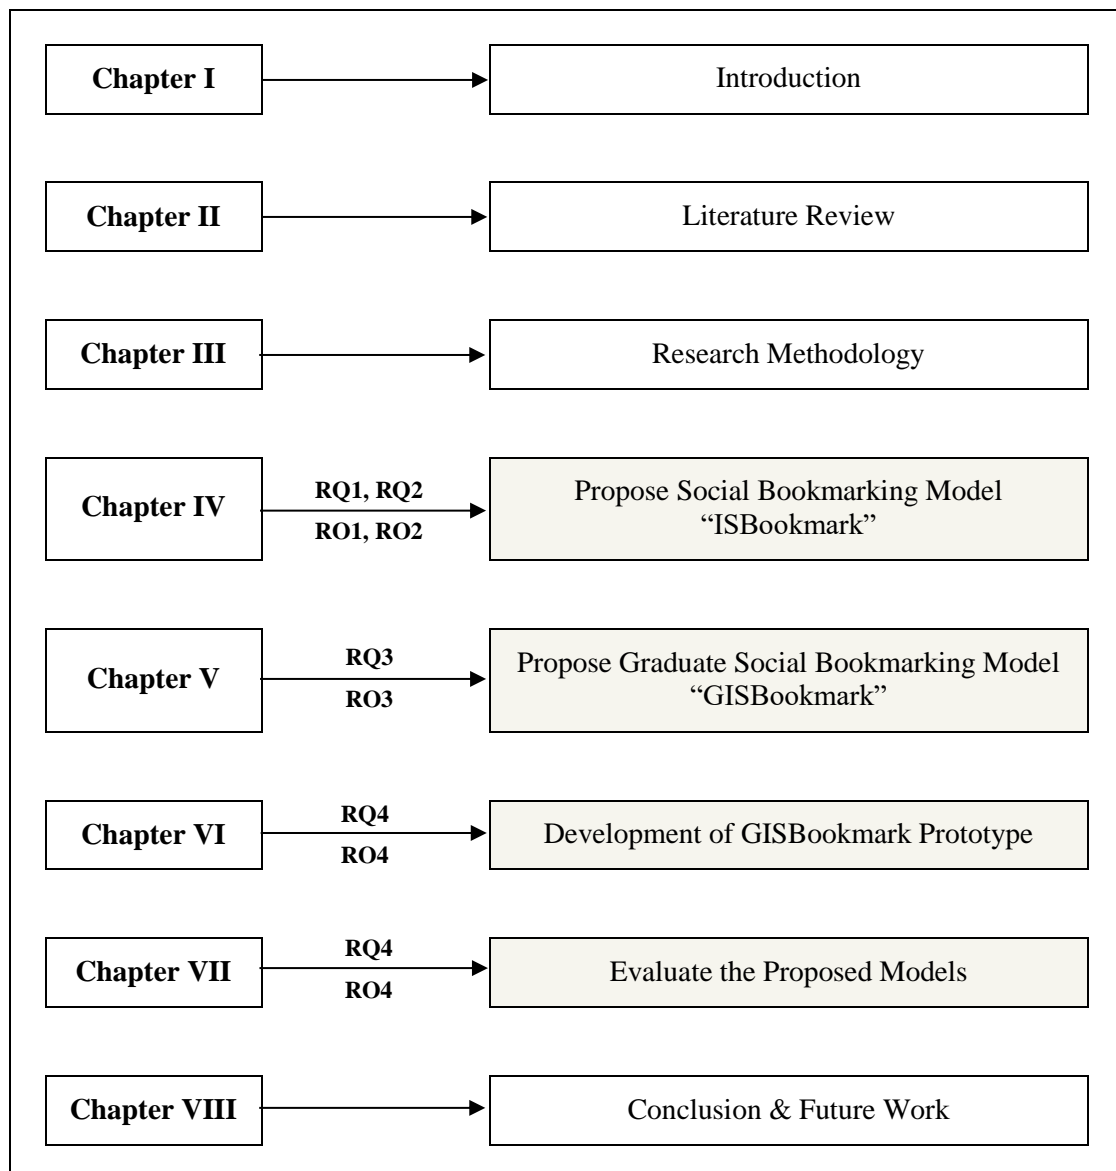 Chapter I
Introduction
Chapter II
Literature Review
Chapter III
Research Methodology
Chapter IV
RQ1, RQ2
RO1, RO2
Propose Social Bookmarking Model
“ISBookmark”
Chapter V
RQ3
RO3
Propose Graduate Social Bookmarking Model
“GISBookmark”
Chapter VI
RQ4
RO4
Development of GISBookmark Prototype
Chapter VII
RQ4
RO4
Evaluate the Proposed Models
Chapter VIII
Conclusion & Future Work